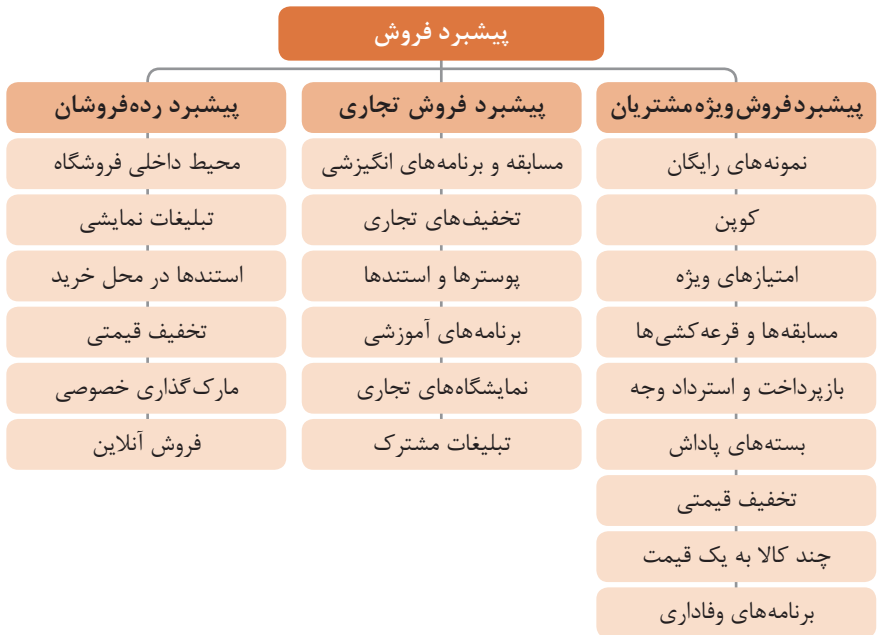 پیشبرد فروش
پیشبرد فروش ویژه مشتریان
نمونه‌های رایگان
کوپن
امتیازهای ویژه
مسابقه‌ها و قرعه‌کشی‌ها
بازپرداخت و استرداد وجه
بسته‌های پاداش
تخفیف قیمتی
چند کالا به یک قیمت
برنامه‌های وفاداری
پیشبرد فروش تجاری
مسابقه و برنامه‌های انگیزشی
تخفیف‌های تجاری
پوسترها و استندها
برنامه‌های آموزشی
نمایشگاه‌های تجاری
تبلیغات مشترک
پیشبرد رده‌فروشان
محیط داخلی فروشگاه
تبلیغات نمایشی
استندها در محل خرید
تخفیف قیمتی
مارک‌گذاری خصوصی
فروش آنلاین